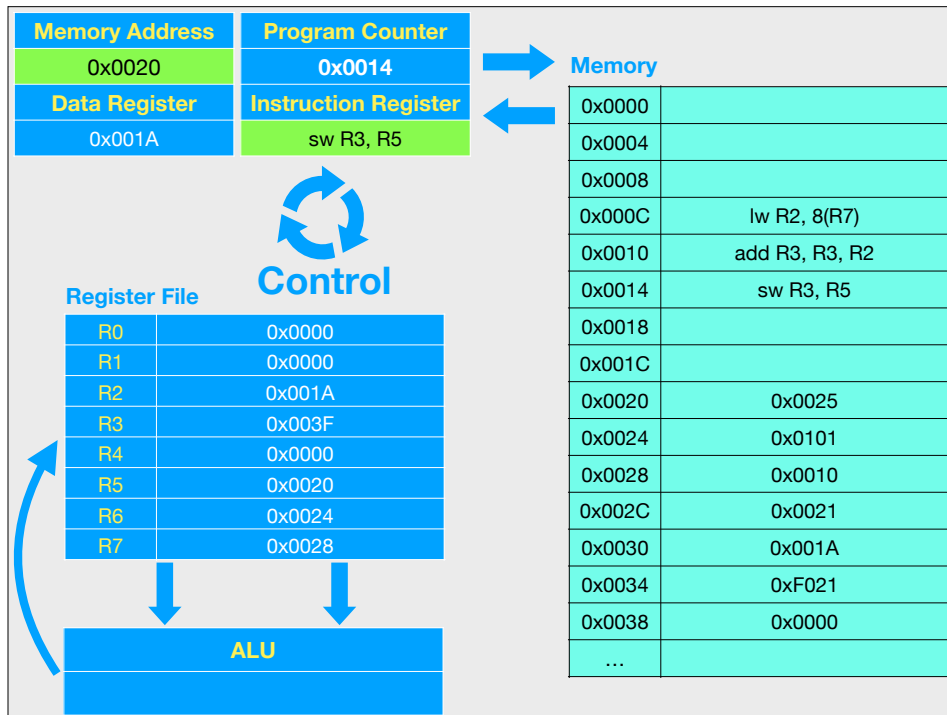 Memory Address Program Counter
0x0020 0x0014
Data Register Instruction Register
0x001A sw R3, R5
Control
Register File
R0 0x0000
R1 0x0000
R2 0x001A
R3 0x003F
R4 0x0000
R5 0x0020
R6 0x0024
R7 0x0028
ALU
Memory
0x0000
0x0004
0x0008
0x000C lw R2, 8(R7)
0x0010 add R3, R3, R2
0x0014 sw R3, R5
0x0018
0x001C
0x0020 0x0025
0x0024 0x0101
0x0028 0x0010
0x002C 0x0021
0x0030 0x001A
0x0034 0xF021
0x0038 0x0000
…